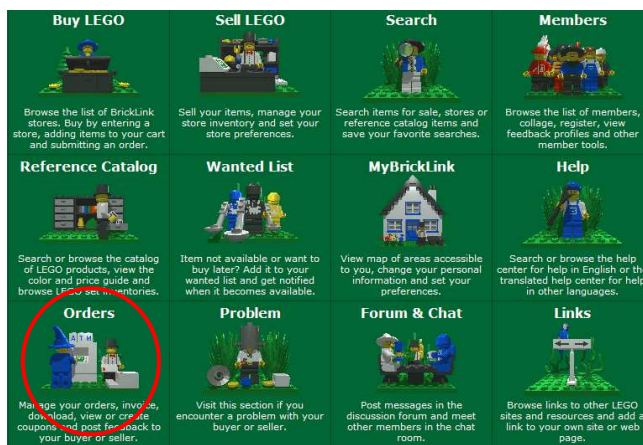 Buy LEGO
Browse the list of BrickLink
stores. Buy by entering a
store, adding items to your cart
and submitting an order.
Sell LEGO
Sell your items, manage your
store inventory and set your
store preferences.
Search
Search items for sale, stores or
reference catalog items and
save your favorite searches.
Members
Browse the list of members,
collage, register, view
feedback profiles and other
member tools.
Reference Catalog
Search or browse the catalog
of LEGO products, view the
color and price guide and
browse LEGO set inventories.
Wanted List
Item not available or want to
buy later? Add it to your
wanted list and get notified
when it becomes available.
MyBrickLink
View map of areas accessible
to you, change your personal
information and set your
preferences.
Help
Search or browse the help
center for help in English or the
translated help center for help
in other languages.
Orders
Manage your orders, invoice,
download, view or create
coupons and post feedback to
your buyer or seller.
Problem
Visit this section if you
encounter a problem with your
buyer or seller.
Forum & Chat
Post messages in the
discussion forum and meet
other members in the chat
room.
Links
Browse links to other LEGO
sites and resources and add a
link to your own site or web
page.